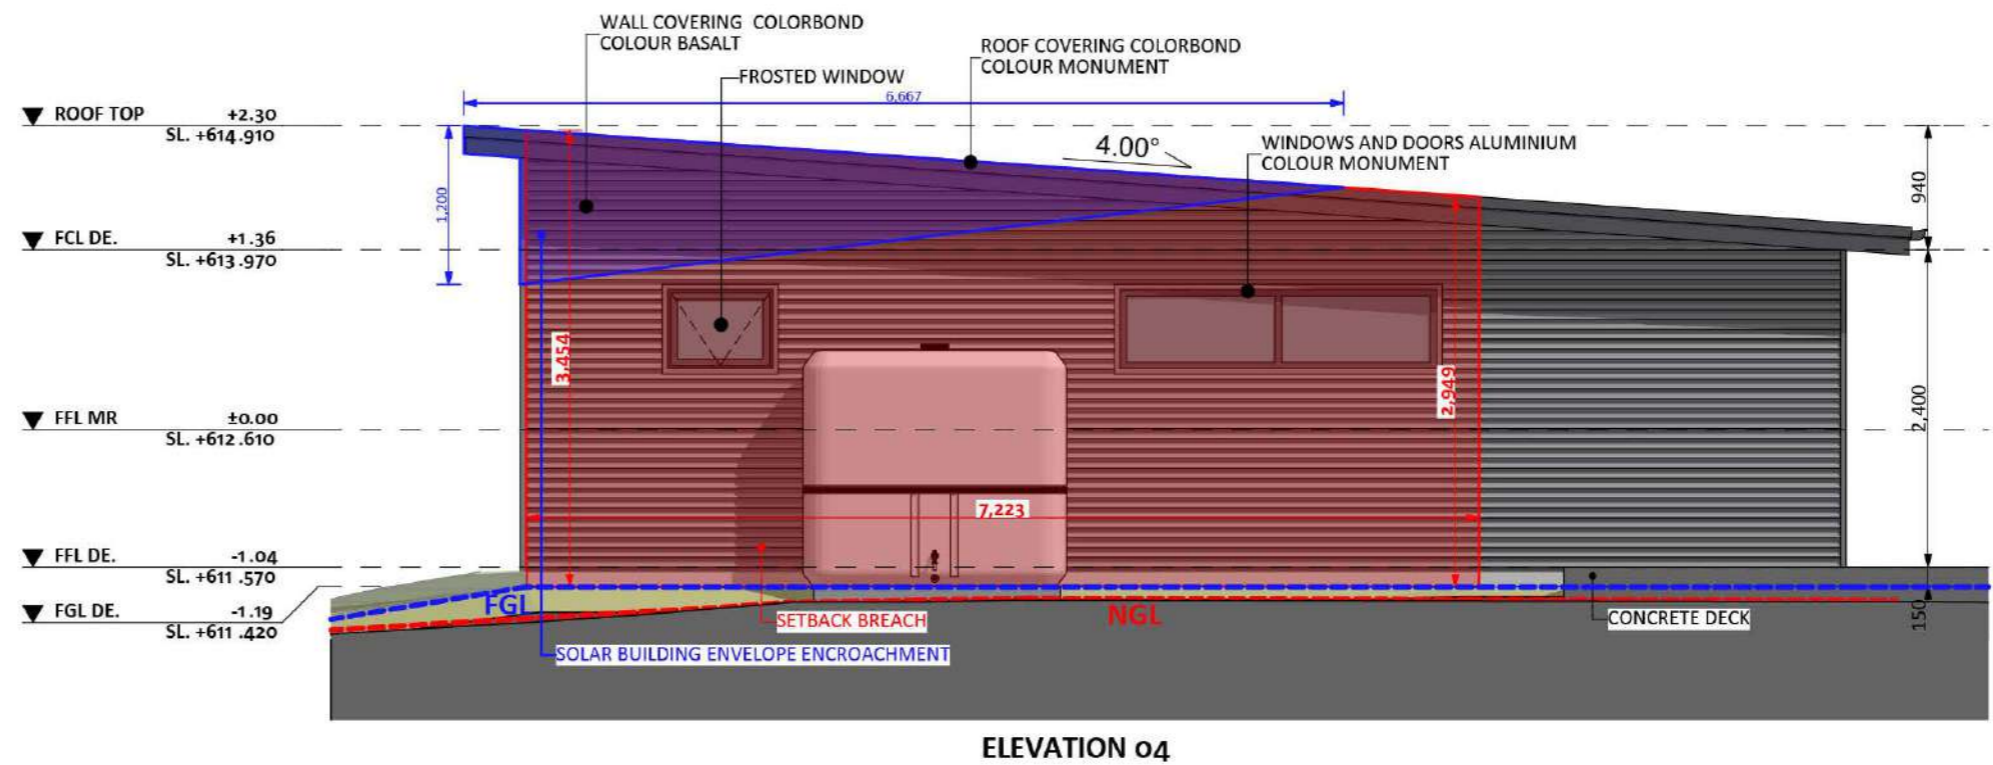 WALL COVERING COLORBOND
COLOUR BASALT
ROOF COVERING COLORBOND
COLOUR MONUMENT
FROSTED WINDOW
6,667
ROOF TOP +2.30
SL. +614.910
4.00°
WINDOWS AND DOORS ALUMINIUM
COLOUR MONUMENT
940
1,200
FCL DE. +1.36
SL. +613.970
3,454
2,949
2,400
FFL MR ±0.00
SL. +612.610
7,223
FFL DE. -1.04
SL. +611.570
FGL DE. -1.19
SL. +611.420
FGL
SETBACK BREACH
NGL
CONCRETE DECK
150
SOLAR BUILDING ENVELOPE ENCROACHMENT
ELEVATION 04